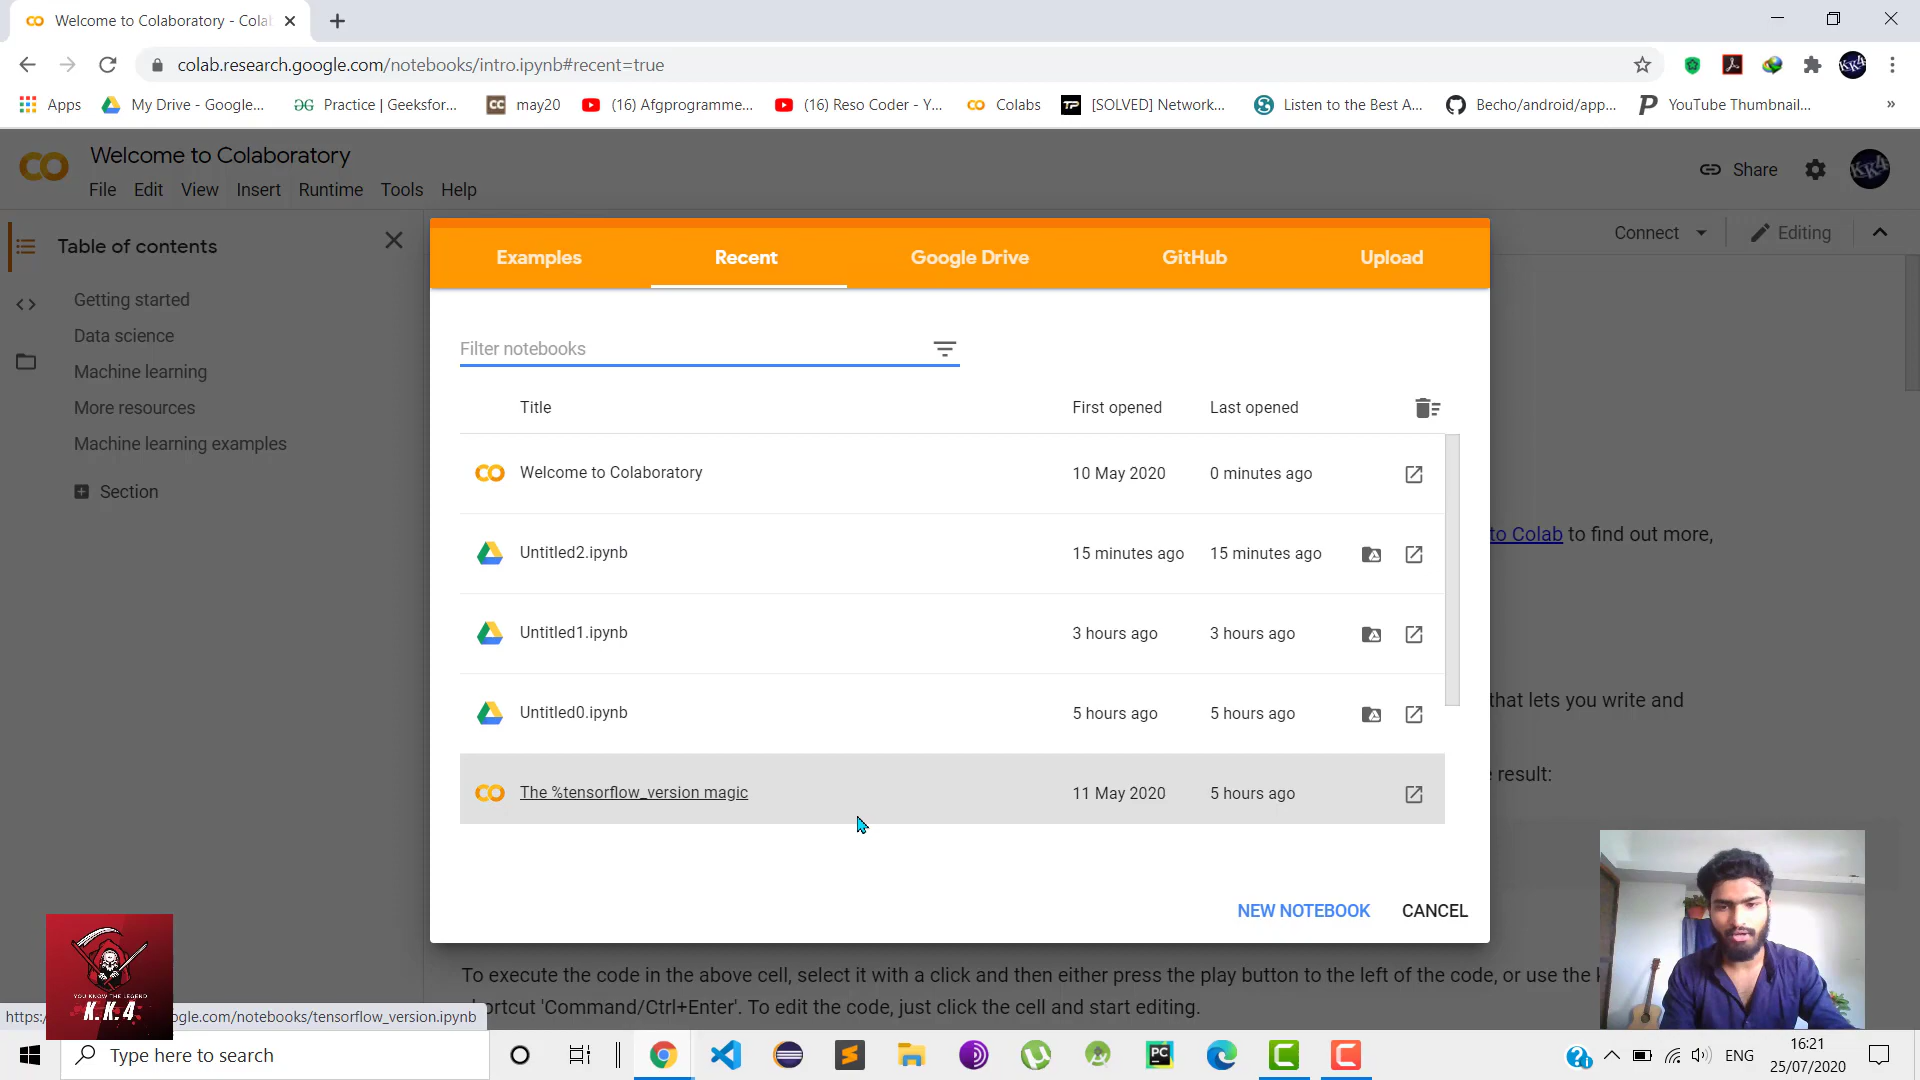 Welcome to Colaboratory - Cola
colab.research.google.com/notebooks/intro.ipynb#recent=true
Apps
My Drive - Google...
Practice | Geeksfor...
may20
(16) Afgprogramme...
(16) Reso Coder - Y...
Colabs
[SOLVED] Network...
Listen to the Best A...
Becho/android/app...
YouTube Thumbnail...
»
Welcome to Colaboratory
File Edit View Insert Runtime Tools Help
Share
Table of contents
Connect
Editing
Getting started
Data science
Machine learning
More resources
Machine learning examples
Section
Examples Recent Google Drive GitHub Upload
Filter notebooks
Title First opened Last opened
Welcome to Colaboratory 10 May 2020 0 minutes ago
Untitled2.ipynb 15 minutes ago 15 minutes ago
Untitled1.ipynb 3 hours ago 3 hours ago
Untitled0.ipynb 5 hours ago 5 hours ago
The %tensorflow_version magic 11 May 2020 5 hours ago
to Colab to find out more,
that lets you write and
result:
NEW NOTEBOOK CANCEL
To execute the code in the above cell, select it with a click and then either press the play button to the left of the code, or use the
ortcut 'Command/Ctrl+Enter'. To edit the code, just click the cell and start editing.
YOU KNOW THE LEGEND
K.K.4
https:/ gle.com/notebooks/tensorflow_version.ipynb
Type here to search
ENG
16:21
25/07/2020